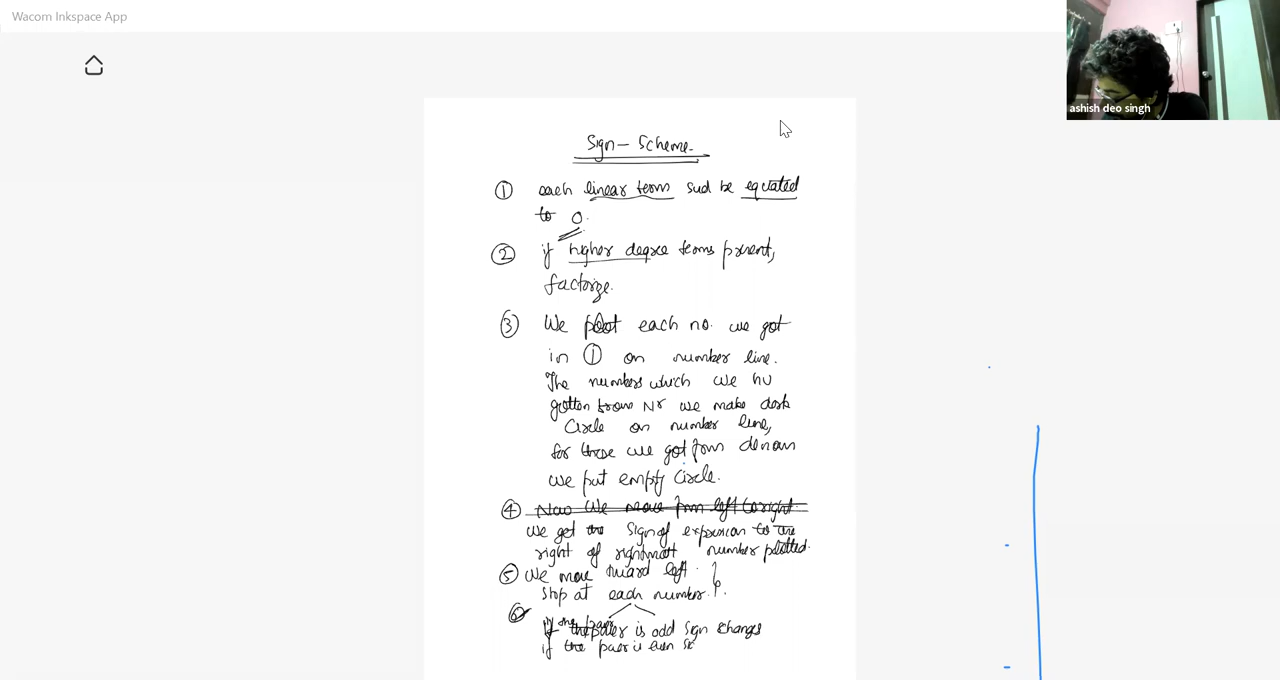 Wacom Inkspace App
ashish deo singh
Sign - Scheme.
① each linear term sud be equated
to 0.
② if higher degree terms present,
factorize.
③ We plot each no. we got
in ① on number line.
The numbers which we hv
gotten from Nr we make dark
Circle on number line,
for those we got from denom
we put empty circle.
④ Now We move from left to right.
we get the sign of expression to the
right of rightmost number plotted.
⑤ We move toward left
Stop at each number.
⑥
If the power is odd sign changes
if the power is even